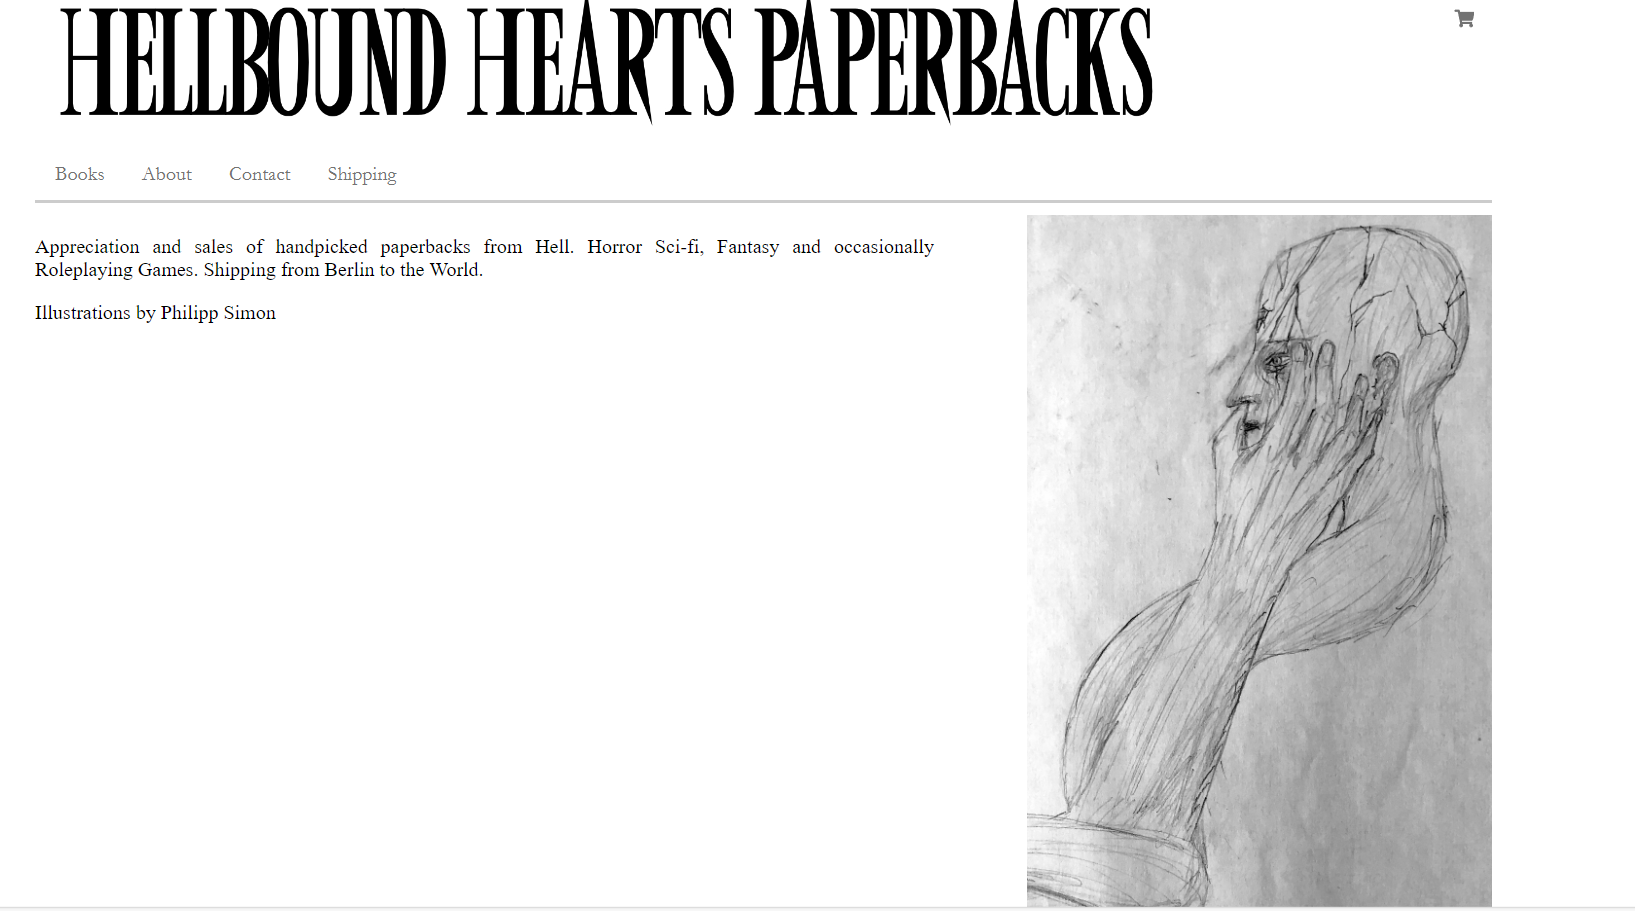 HELLBOUND HEARTS PAPERBACKS
Books About Contact Shipping
Appreciation and sales of handpicked paperbacks from Hell. Horror Sci-fi, Fantasy and occasionally
Roleplaying Games. Shipping from Berlin to the World.
Illustrations by Philipp Simon